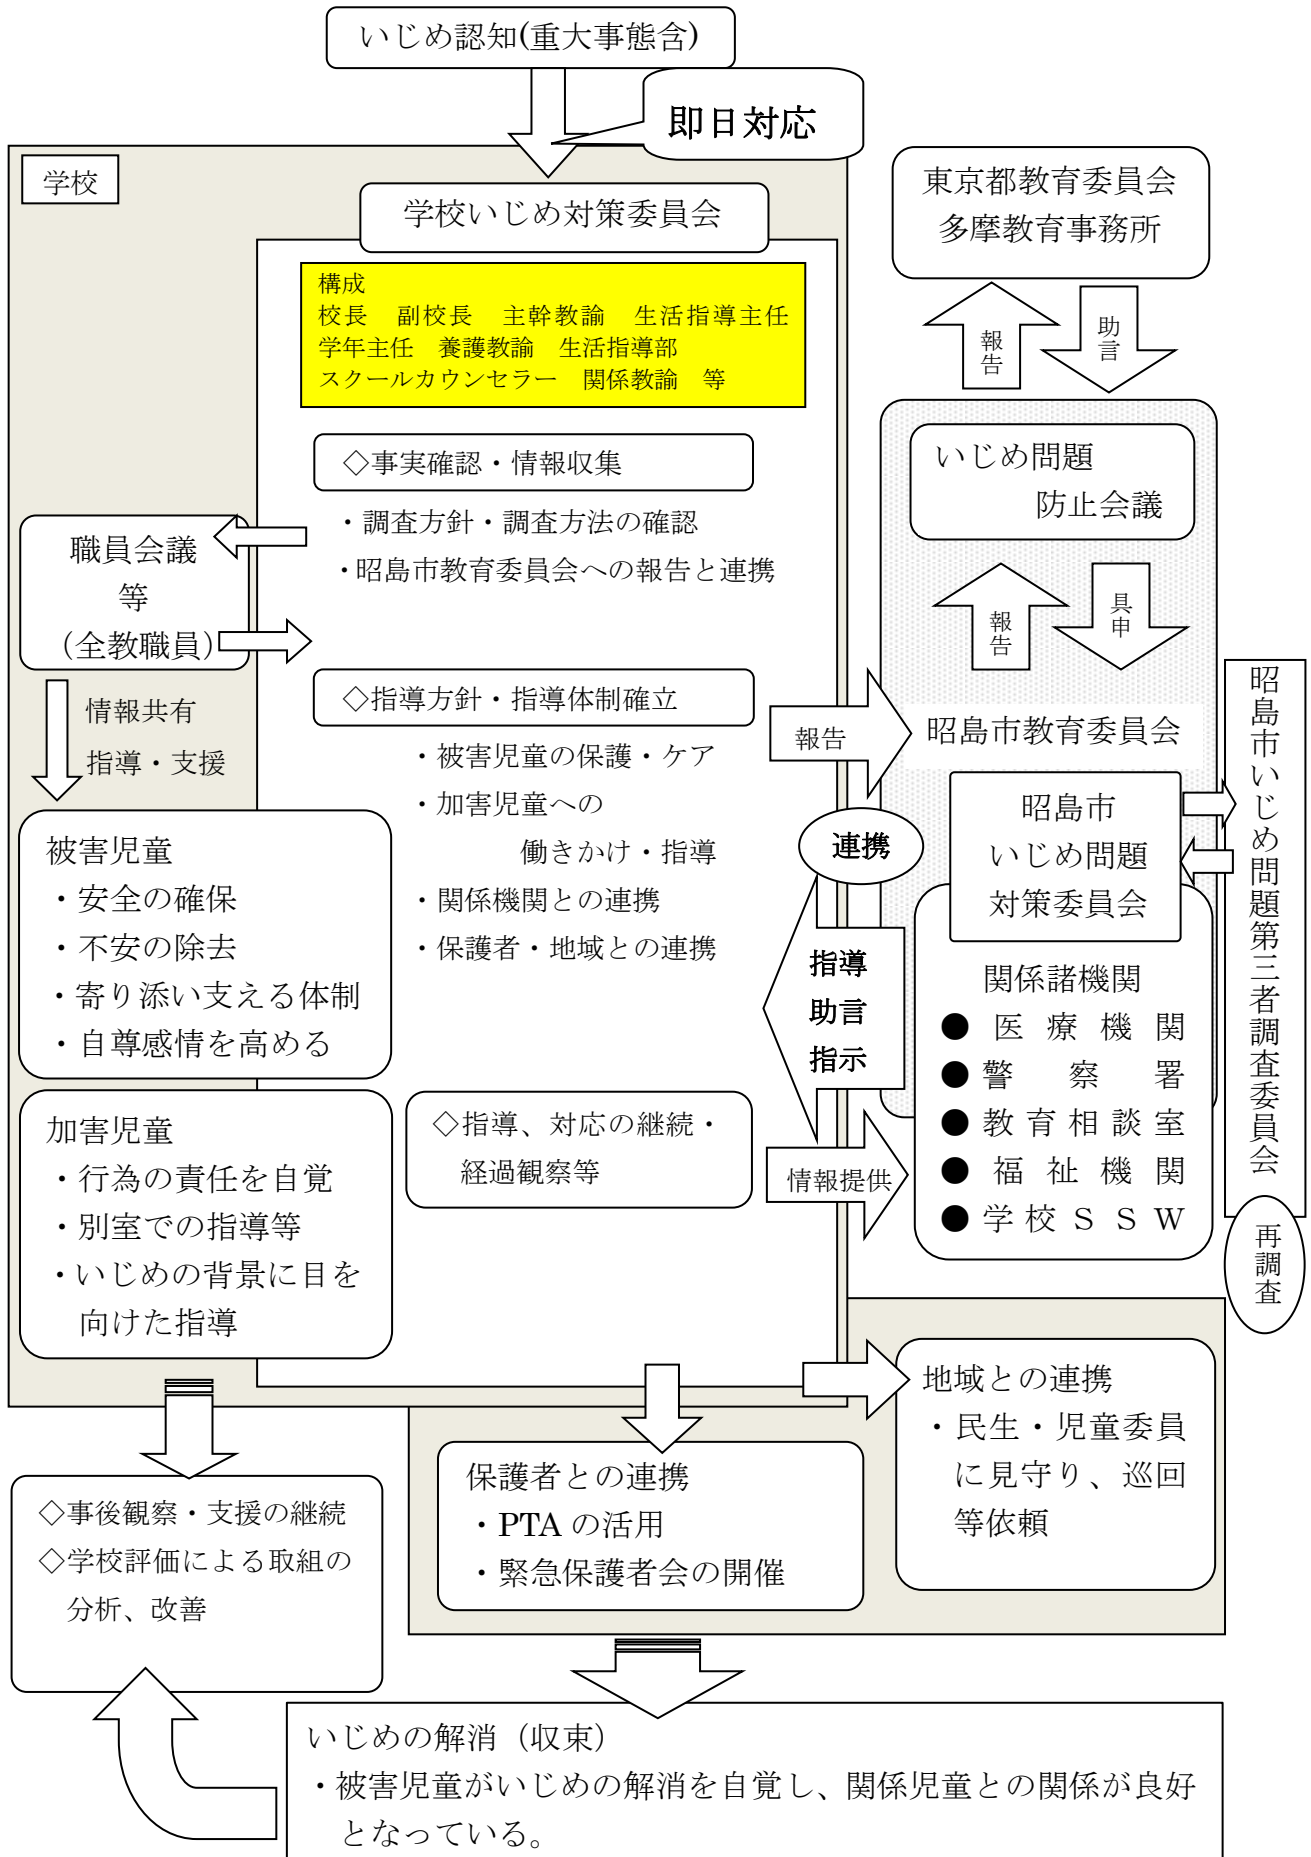 いじめ認知(重大事態含)
即日対応
学校
学校いじめ対策委員会
構成
校長　副校長　主幹教諭　生活指導主任
学年主任　養護教諭　生活指導部
スクールカウンセラー　関係教諭　等
◇事実確認・情報収集
・調査方針・調査方法の確認
・昭島市教育委員会への報告と連携
職員会議
等
（全教職員）
情報共有
指導・支援
◇指導方針・指導体制確立
・被害児童の保護・ケア
・加害児童への
働きかけ・指導
・関係機関との連携
・保護者・地域との連携
被害児童
・安全の確保
・不安の除去
・寄り添い支える体制
・自尊感情を高める
加害児童
・行為の責任を自覚
・別室での指導等
・いじめの背景に目を
向けた指導
◇指導、対応の継続・
経過観察等
東京都教育委員会
多摩教育事務所
報告
助言
いじめ問題
防止会議
報告
具申
報告
昭島市教育委員会
連携
昭島市
いじめ問題
対策委員会
指導
助言
指示
関係諸機関
●医療機関
●警察署
●教育相談室
●福祉機関
●学校ＳＳＷ
情報提供
昭島市いじめ問題第三者調査委員会
再調査
地域との連携
・民生・児童委員
に見守り、巡回
等依頼
保護者との連携
・PTA の活用
・緊急保護者会の開催
◇事後観察・支援の継続
◇学校評価による取組の
分析、改善
いじめの解消（収束）
・被害児童がいじめの解消を自覚し、関係児童との関係が良好
となっている。